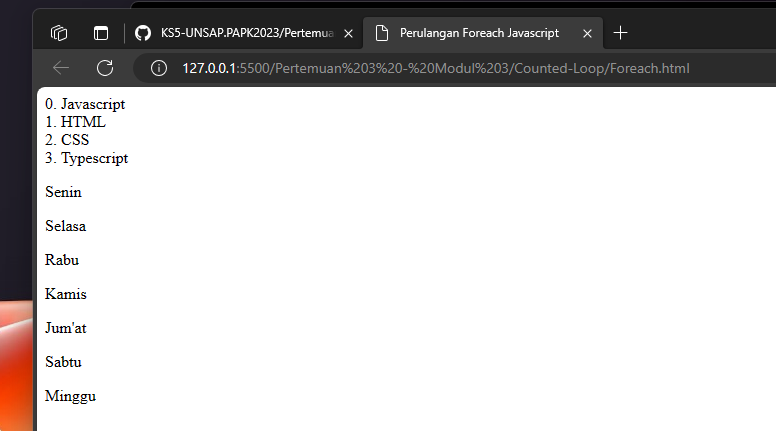 KS5-UNSAP.PAPK2023/Pertemua
Perulangan Foreach Javascript
127.0.0.1:5500/Pertemuan%203%20-%20Modul%203/Counted-Loop/Foreach.html
0. Javascript
1. HTML
2. CSS
3. Typescript
Senin
Selasa
Rabu
Kamis
Jum'at
Sabtu
Minggu